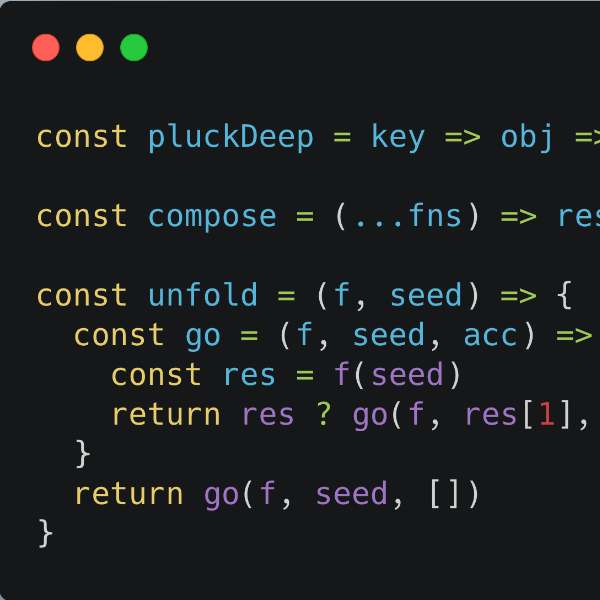 const pluckDeep = key => obj =>
const compose = (...fns) => res
const unfold = (f, seed) => {
  const go = (f, seed, acc) =>
    const res = f(seed)
    return res ? go(f, res[1],
  }
  return go(f, seed, [])
}